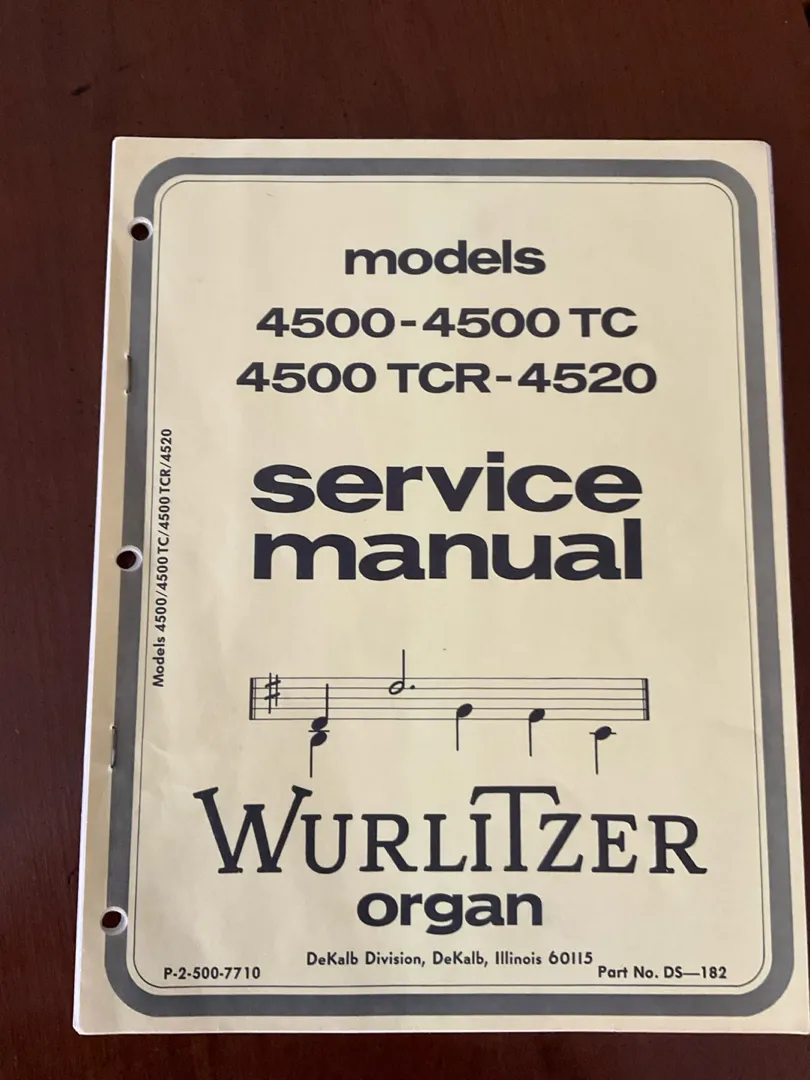 models
4500-4500 TC
4500 TCR-4520
service
manual
Models 4500/4500 TC/4500 TCR/4520
WURLiTZER
organ
DeKalb Division, DeKalb, Illinois 60115
P-2-500-7710
Part No. DS—182